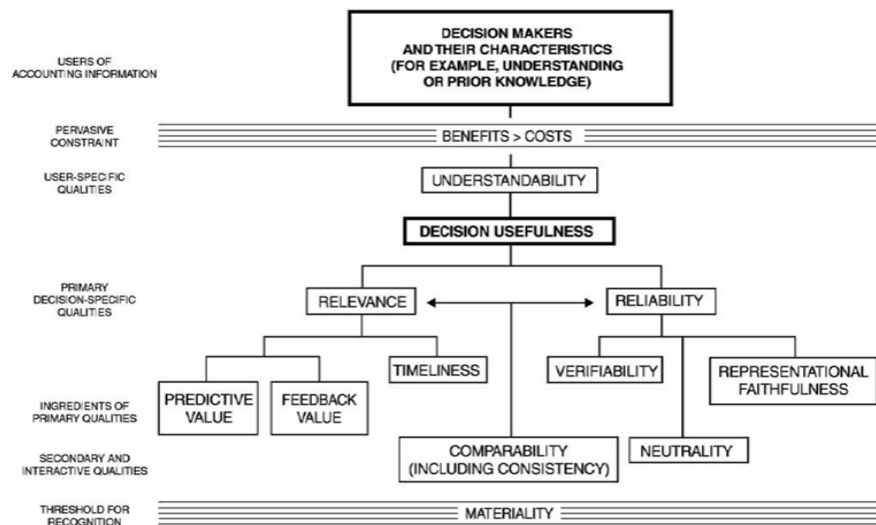 DECISION MAKERS
AND THEIR CHARACTERISTICS
(FOR EXAMPLE, UNDERSTANDING
OR PRIOR KNOWLEDGE)
USERS OF
ACCOUNTING INFORMATION
PERVASIVE
CONSTRAINT
BENEFITS > COSTS
USER-SPECIFIC
QUALITIES
UNDERSTANDABILITY
DECISION USEFULNESS
PRIMARY
DECISION-SPECIFIC
QUALITIES
RELEVANCE
RELIABILITY
TIMELINESS
VERIFIABILITY
REPRESENTATIONAL
FAITHFULNESS
PREDICTIVE
VALUE
FEEDBACK
VALUE
INGREDIENTS OF
PRIMARY QUALITIES
COMPARABILITY
(INCLUDING CONSISTENCY)
NEUTRALITY
SECONDARY AND
INTERACTIVE QUALITIES
THRESHOLD FOR
RECOGNITION
MATERIALITY